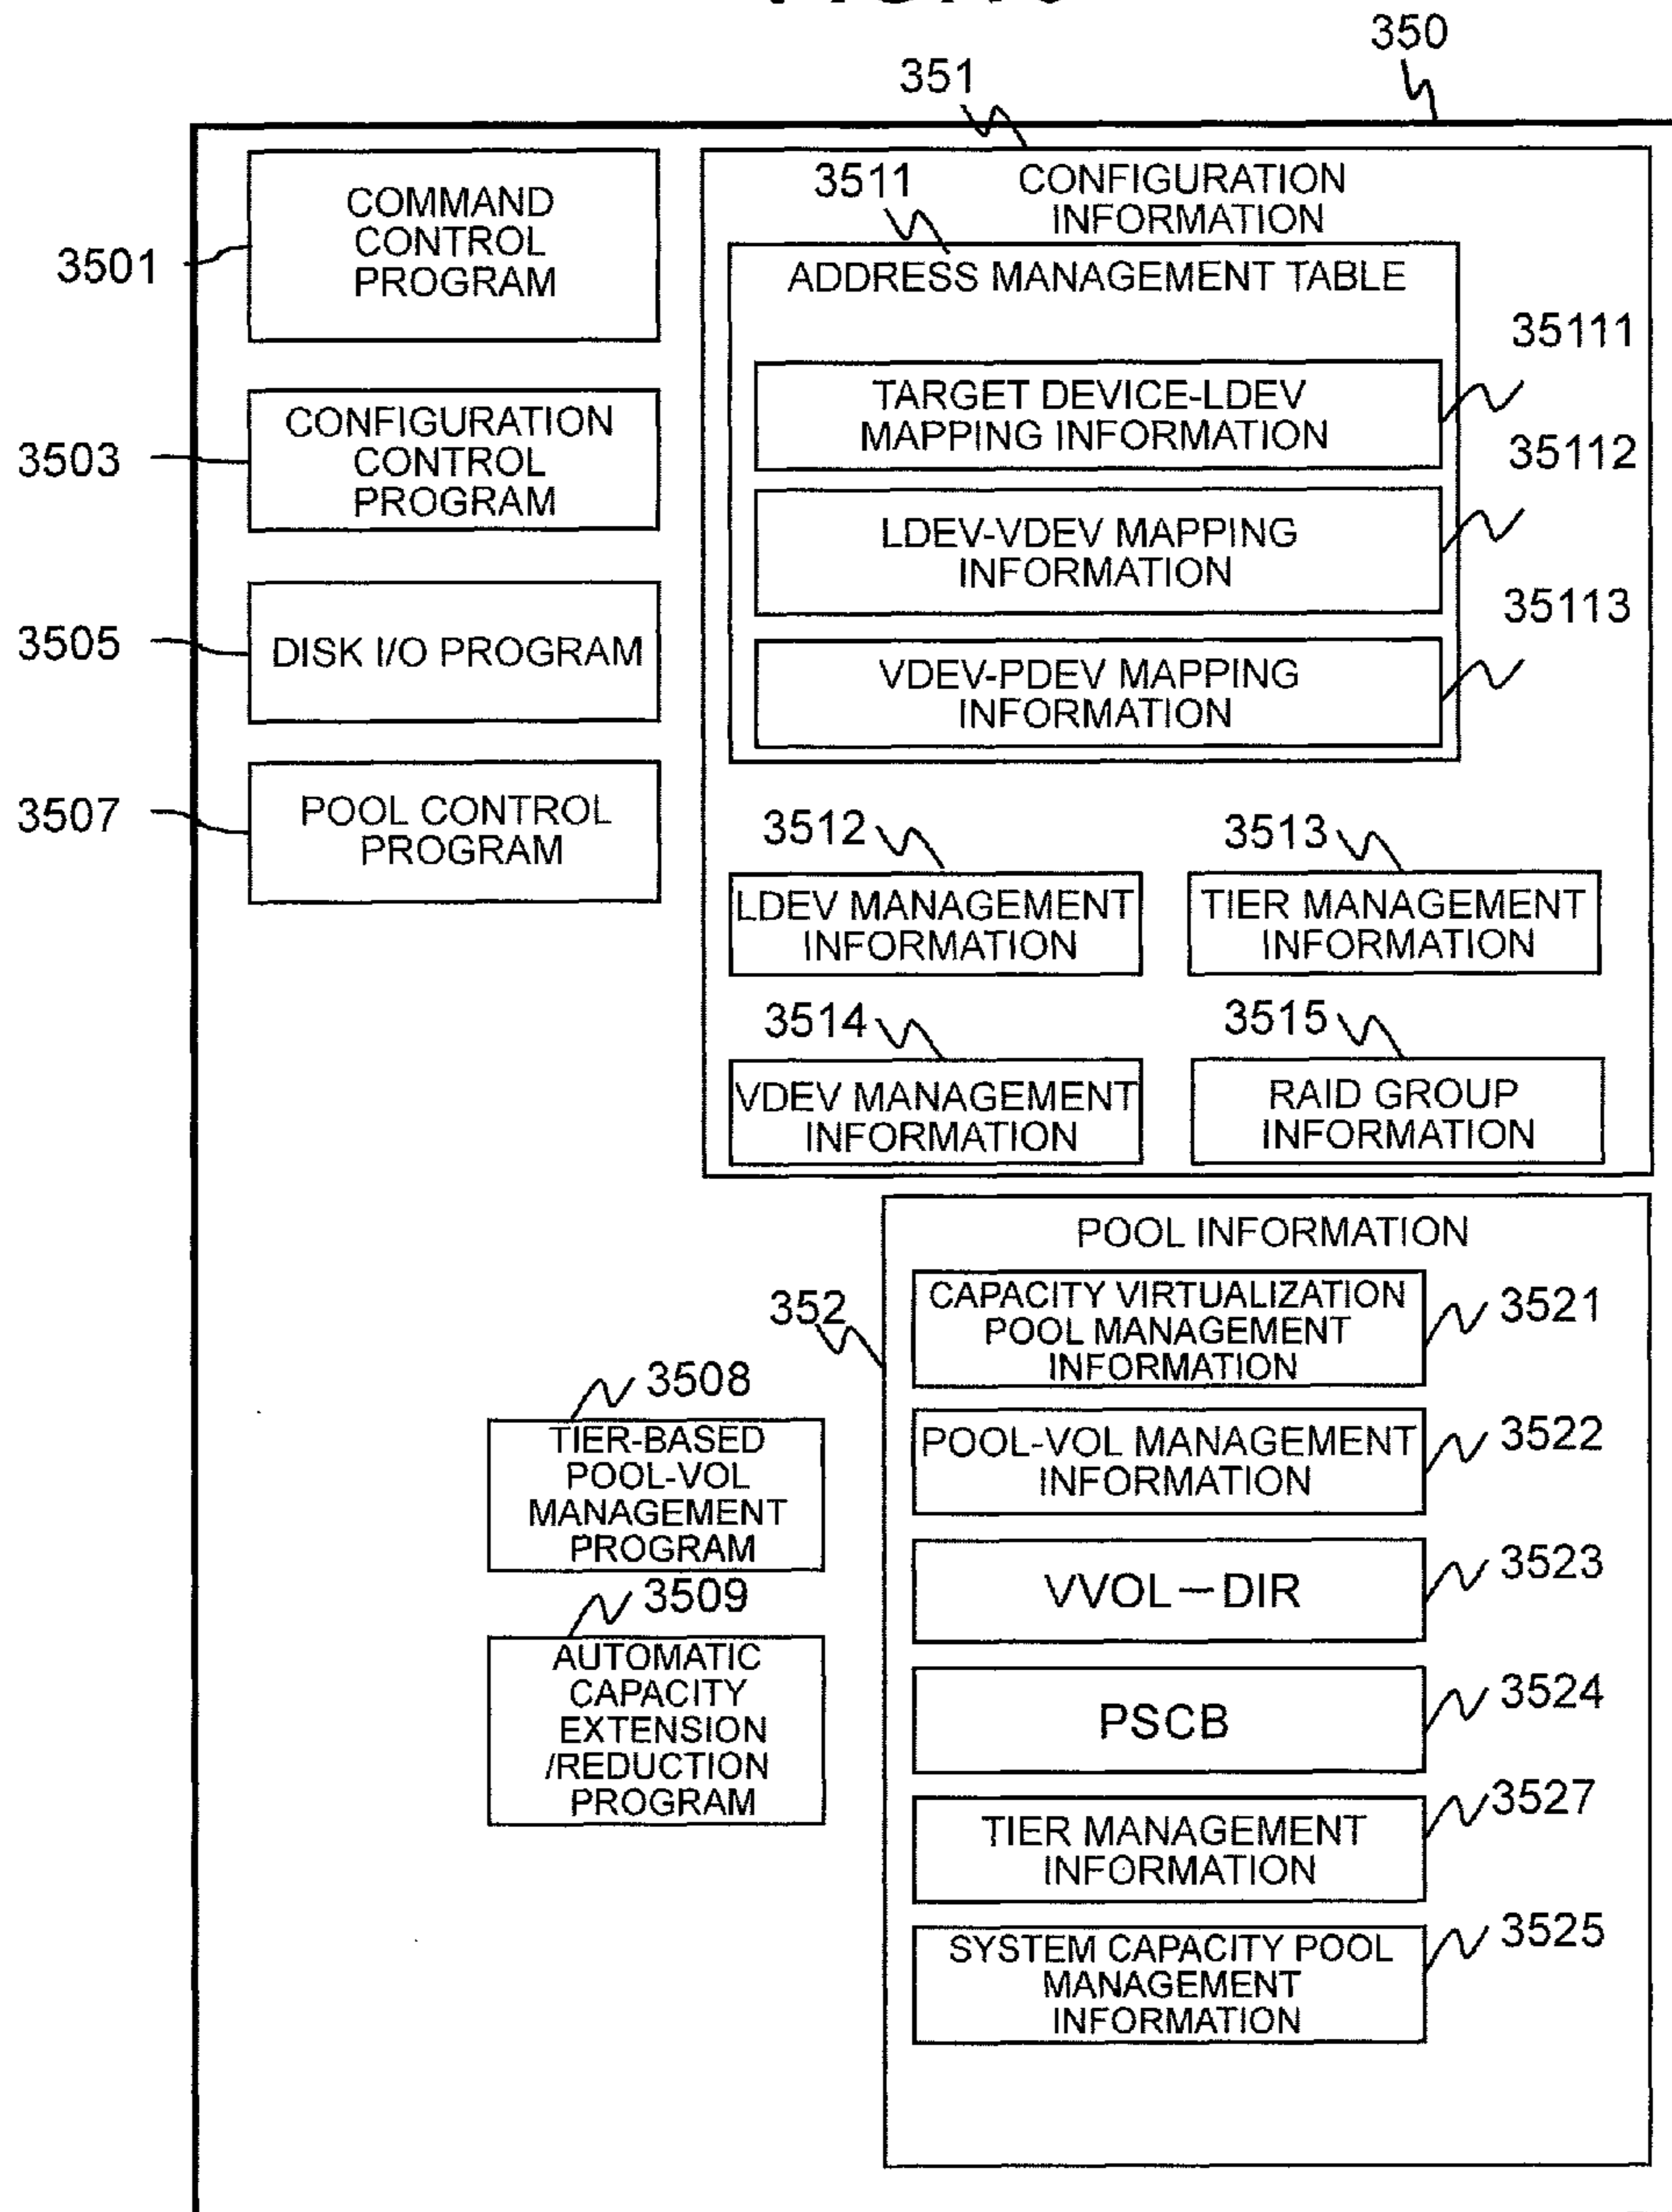 350
351
COMMAND
CONTROL
PROGRAM
3501
CONFIGURATION
CONTROL
PROGRAM
3503
DISK I/O PROGRAM
3505
POOL CONTROL
PROGRAM
3507
CONFIGURATION
INFORMATION
3511
ADDRESS MANAGEMENT TABLE
35111
TARGET DEVICE-LDEV
MAPPING INFORMATION
35112
LDEV-VDEV MAPPING
INFORMATION
35113
VDEV-PDEV MAPPING
INFORMATION
3512
LDEV MANAGEMENT
INFORMATION
3513
TIER MANAGEMENT
INFORMATION
3514
VDEV MANAGEMENT
INFORMATION
3515
RAID GROUP
INFORMATION
352
POOL INFORMATION
CAPACITY VIRTUALIZATION
POOL MANAGEMENT
INFORMATION
3521
POOL-VOL MANAGEMENT
INFORMATION
3522
VVOL-DIR
3523
PSCB
3524
TIER MANAGEMENT
INFORMATION
3527
SYSTEM CAPACITY POOL
MANAGEMENT
INFORMATION
3525
3508
TIER-BASED
POOL-VOL
MANAGEMENT
PROGRAM
3509
AUTOMATIC
CAPACITY
EXTENSION
/REDUCTION
PROGRAM